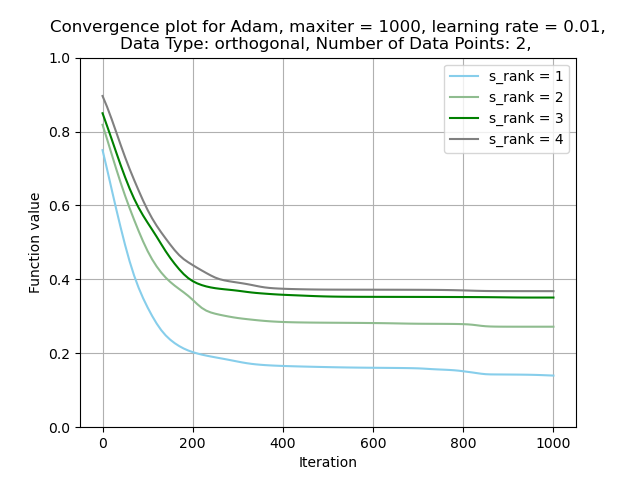 Convergence plot for Adam, maxiter = 1000, learning rate = 0.01,
Data Type: orthogonal, Number of Data Points: 2,
1.0
0.8
0.6
0.4
0.2
0.0
Function value
s_rank = 1
s_rank = 2
s_rank = 3
s_rank = 4
0 200 400 600 800 1000
Iteration